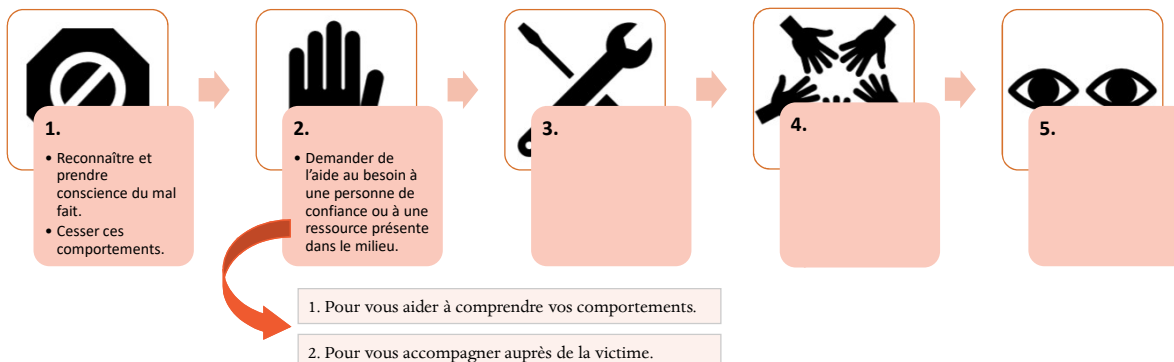 1.
• Reconnaître et
prendre
conscience du mal
fait.
• Cesser ces
comportements.
2.
• Demander de
l'aide au besoin à
une personne de
confiance ou à une
ressource présente
dans le milieu.
3.
4.
5.
1. Pour vous aider à comprendre vos comportements.
2. Pour vous accompagner auprès de la victime.